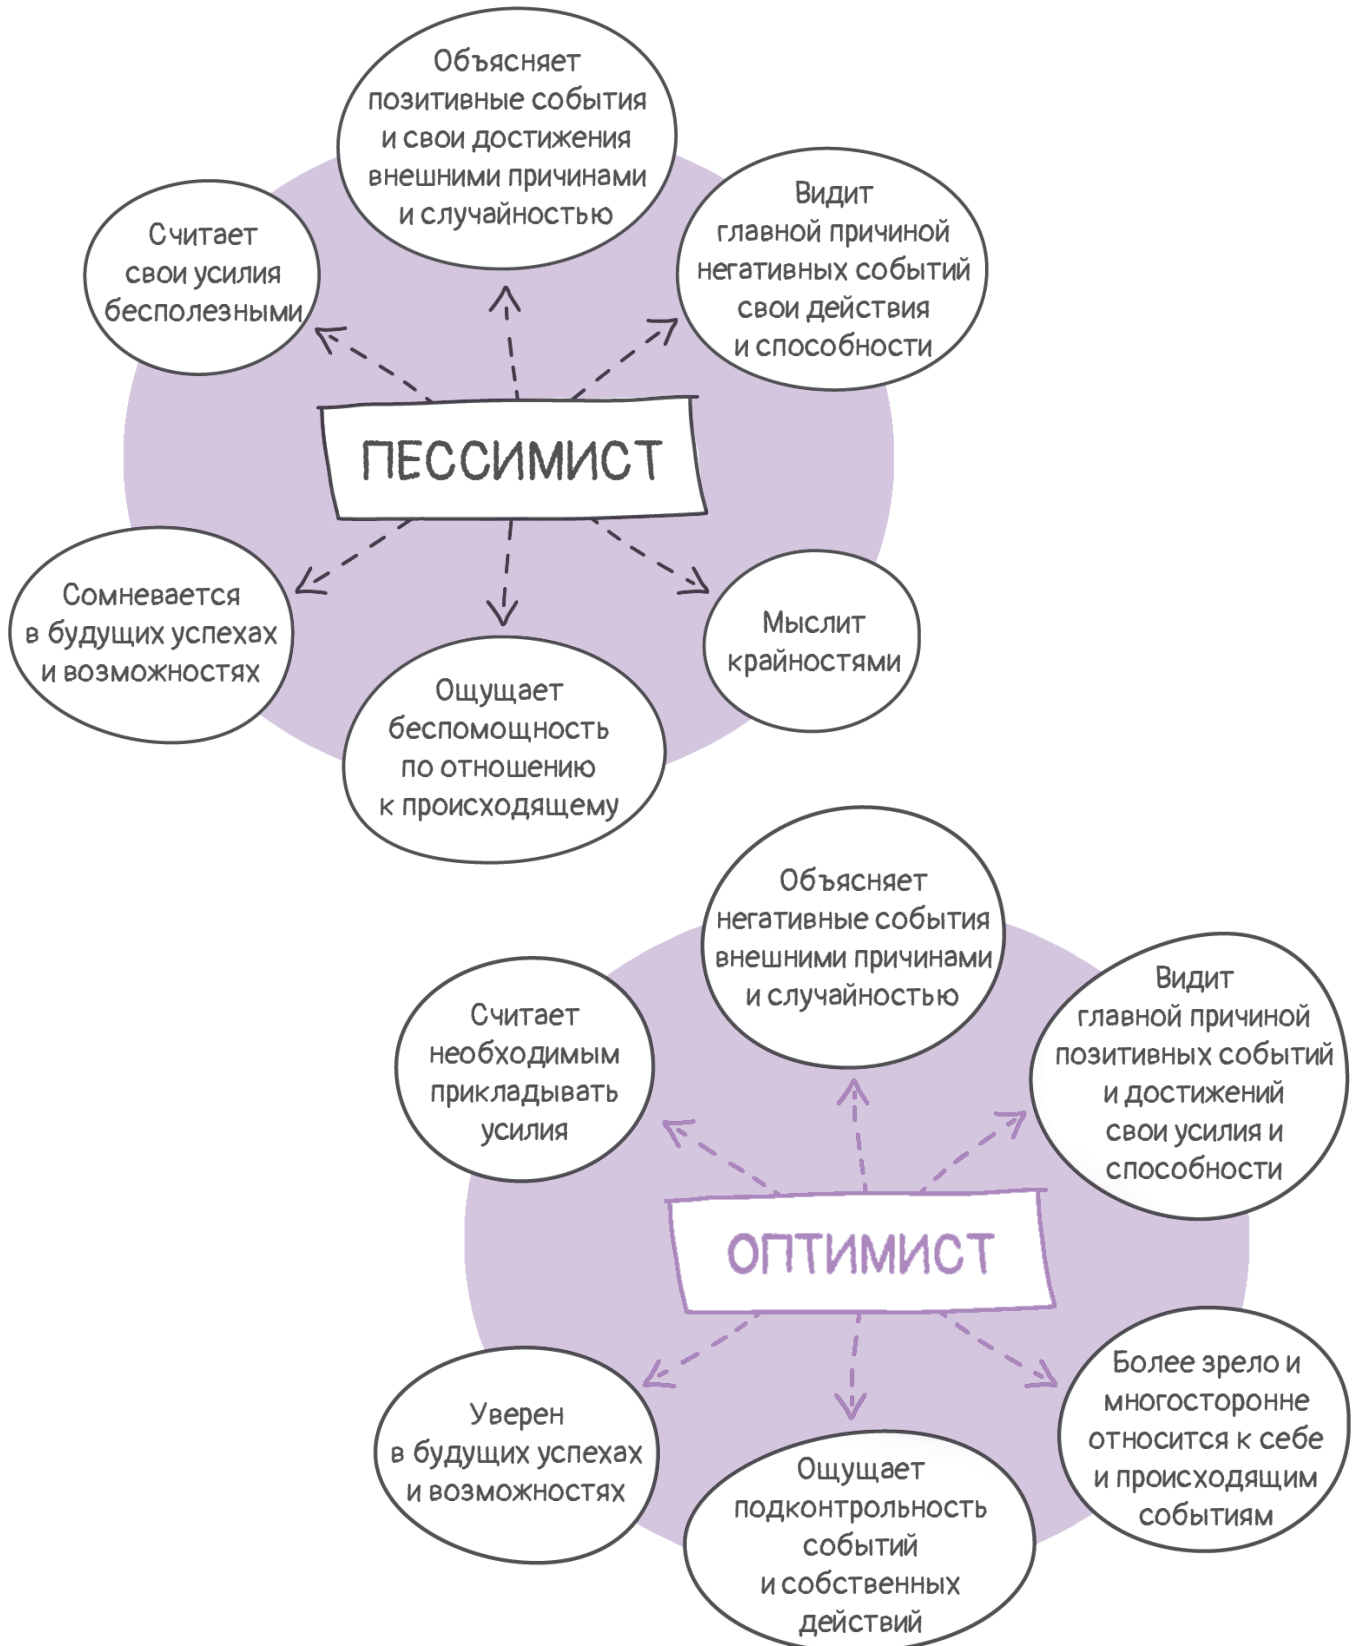 Объясняет
позитивные события
и свои достижения
внешними причинами
и случайностью
Видит
главной причиной
негативных событий
свои действия
и способности
Считает
свои усилия
бесполезными
ПЕССИМИСТ
Сомневается
в будущих успехах
и возможностях
Ощущает
беспомощность
по отношению
к происходящему
Мыслит
крайностями
Объясняет
негативные события
внешними причинами
и случайностью
Видит
главной причиной
позитивных событий
и достижений
свои усилия и
способности
Считает
необходимым
прикладывать
усилия
ОПТИМИСТ
Уверен
в будущих успехах
и возможностях
Ощущает
подконтрольность
событий
и собственных
действий
Более зрело и
многосторонне
относится к себе
и происходящим
событиям